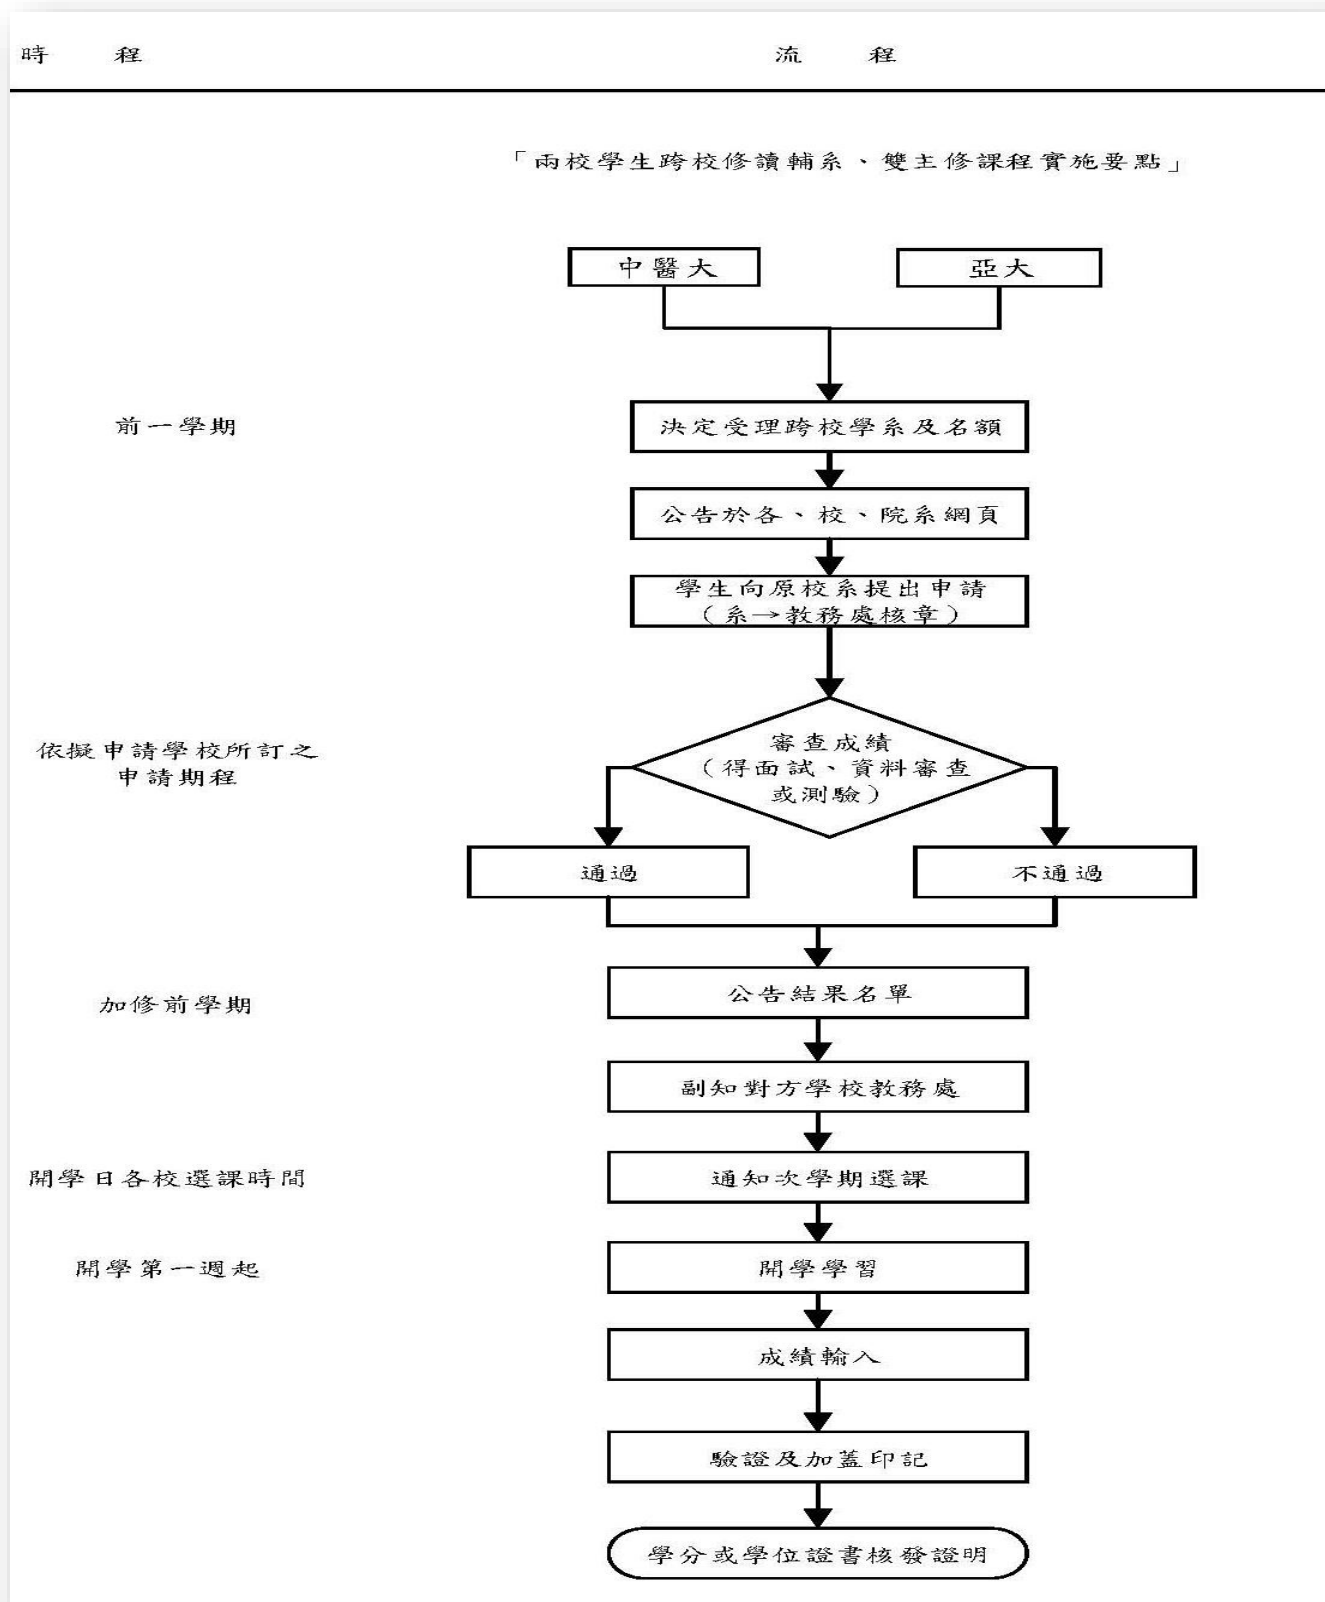 時 程 流 程
「兩校學生跨校修讀輔系、雙主修課程實施要點」
中醫大 亞大
前一學期 決定受理跨校學系及名額
公告於各、校、院系網頁
學生向原校系提出申請
（系→教務處核章）
依擬申請學校所訂之
申請期程
審查成績
（得面試、資料審查
或測驗）
通過 不通過
加修前學期 公告結果名單
副知對方學校教務處
開學日各校選課時間 通知次學期選課
開學第一週起 開學學習
成績輸入
驗證及加蓋印記
學分或學位證書核發證明